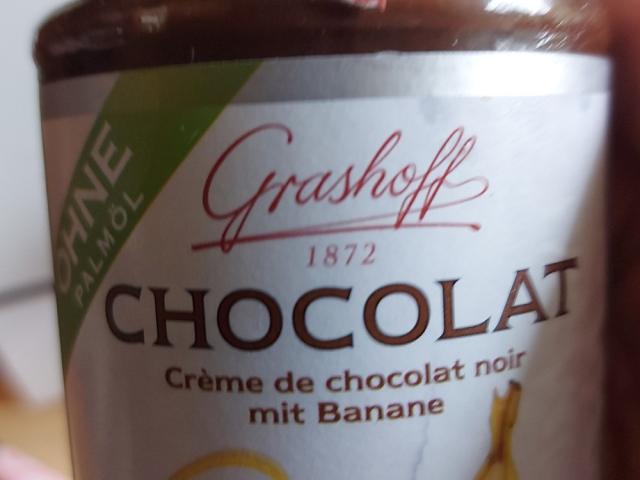 OHNE
PALMÖL
Grashoff
1872
CHOCOLAT
Crème de chocolat noir
mit Banane